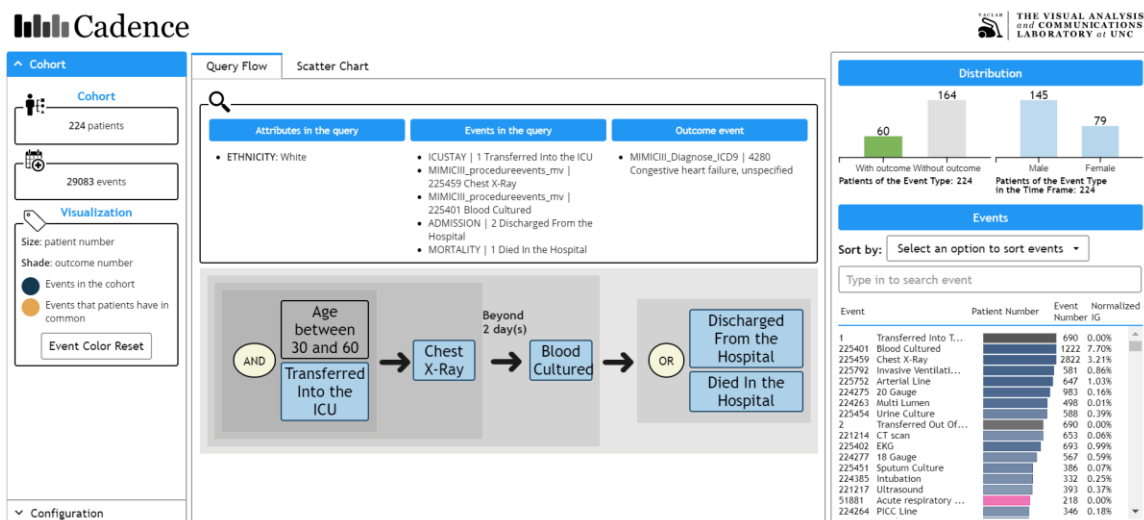 Cadence
VACLAB
THE VISUAL ANALYSIS
and COMMUNICATIONS
LABORATORY at UNC
Cohort
Cohort
224 patients
29083 events
Visualization
Size: patient number
Shade: outcome number
Events in the cohort
Events that patients have in
common
Event Color Reset
Configuration
Query Flow
Scatter Chart
Attributes in the query
Events in the query
Outcome event
• ETHNICITY: White
• ICUSTAY | 1 Transferred Into the ICU
• MIMICIII_procedureevents_mv |
225459 Chest X-Ray
• MIMICIII_procedureevents_mv |
225401 Blood Cultured
• ADMISSION | 2 Discharged From the
Hospital
• MORTALITY | 1 Died In the Hospital
• MIMICIII_Diagnose_ICD9 | 4280
Congestive heart failure, unspecified
AND
Age
between
30 and 60
Transferred
Into the
ICU
Chest
X-Ray
Beyond
2 day(s)
Blood
Cultured
OR
Discharged
From the
Hospital
Died In the
Hospital
Distribution
60
164
With outcome
Without outcome
Patients of the Event Type: 224
145
79
Male
Female
Patients of the Event Type
in the Time Frame: 224
Events
Sort by:
Select an option to sort events
Type in to search event
Event
Patient Number
Event
Number
Normalized
IG
1 Transferred Into T... 690 0.00%
225401 Blood Cultured 1222 7.70%
225459 Chest X-Ray 2822 3.21%
225792 Invasive Ventilati... 581 0.86%
225752 Arterial Line 647 1.03%
224275 20 Gauge 983 0.16%
224263 Multi Lumen 498 0.01%
225454 Urine Culture 588 0.39%
2 Transferred Out Of... 690 0.00%
221214 CT scan 653 0.06%
225402 EKG 693 0.99%
224277 18 Gauge 567 0.59%
225451 Sputum Culture 386 0.07%
224385 Intubation 332 0.25%
221217 Ultrasound 393 0.37%
51881 Acute respiratory ... 218 0.00%
224264 PICC Line 346 0.18%